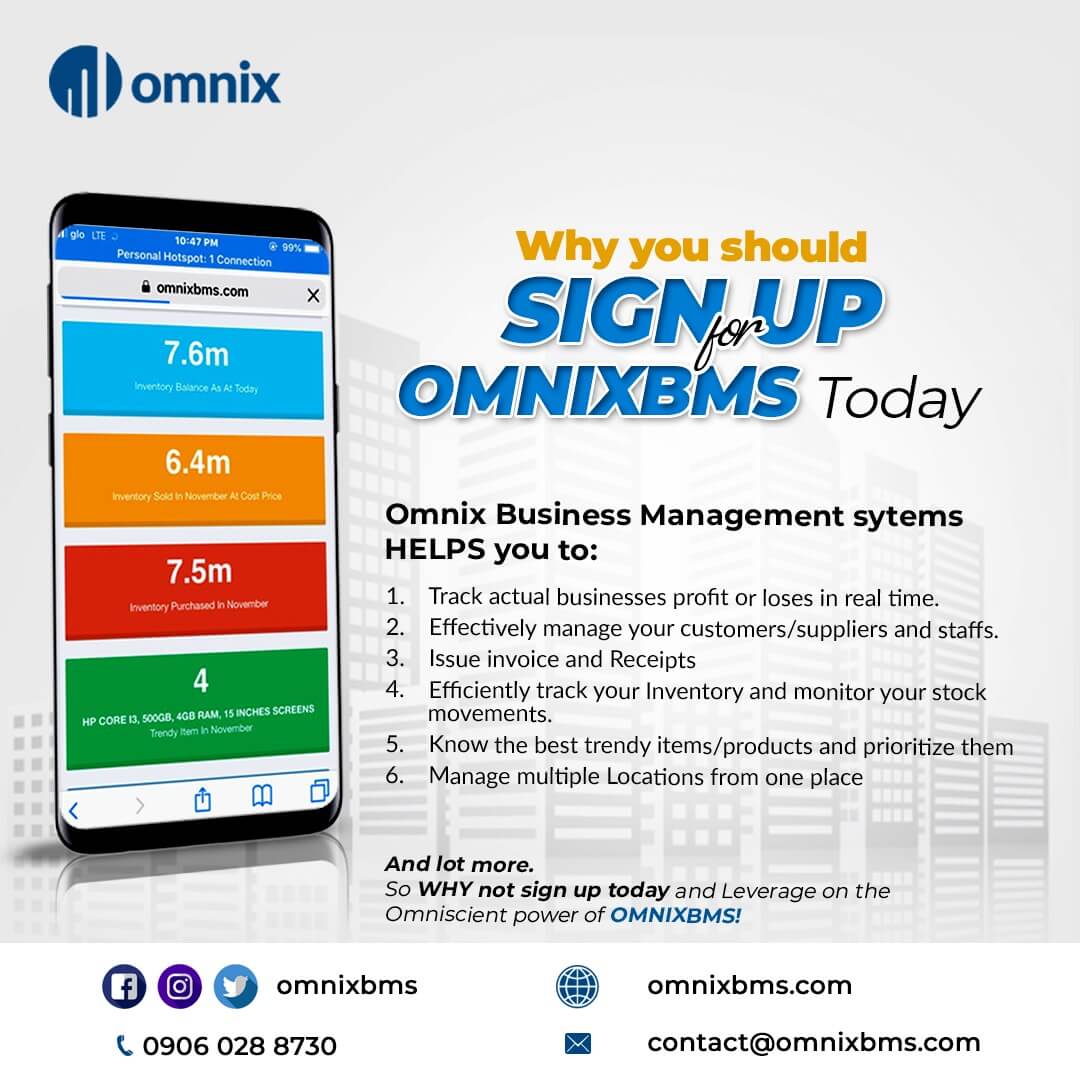 omnix
glo LTE 10:47 PM 99%
Personal Hotspot: 1 Connection
omnixbms.com X
7.6m
Inventory Balance As At Today
6.4m
Inventory Sold In November At Cost Price
7.5m
Inventory Purchased In November
4
HP CORE I3, 500GB, 4GB RAM, 15 INCHES SCREENS
Trendy Item In November
Why you should
SIGN for UP
OMNIXBMS Today
Omnix Business Management sytems
HELPS you to:
1. Track actual businesses profit or loses in real time.
2. Effectively manage your customers/suppliers and staffs.
3. Issue invoice and Receipts
4. Efficiently track your Inventory and monitor your stock
movements.
5. Know the best trendy items/products and prioritize them
6. Manage multiple Locations from one place
And lot more.
So WHY not sign up today and Leverage on the
Omniscient power of OMNIXBMS!
omnixbms
omnixbms.com
0906 028 8730
contact@omnixbms.com